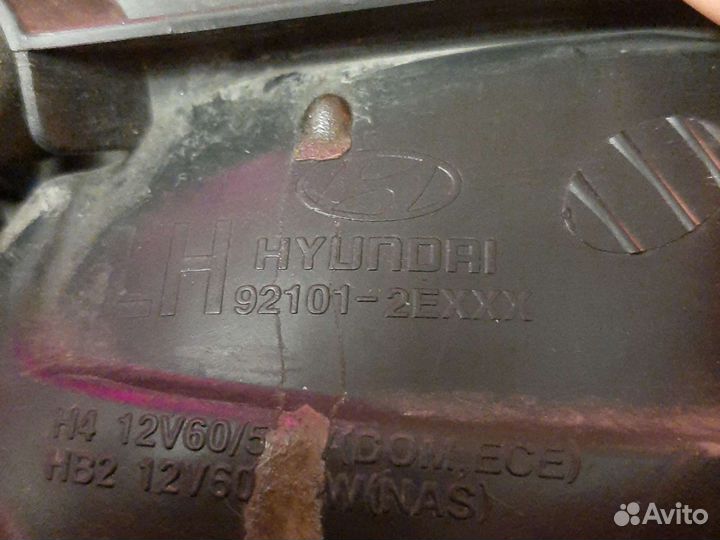 LH HYUNDAI
92101-2EXXX
H4 12V60/5 (DOM,ECE)
HB2 12V60 W(NAS)
Avito